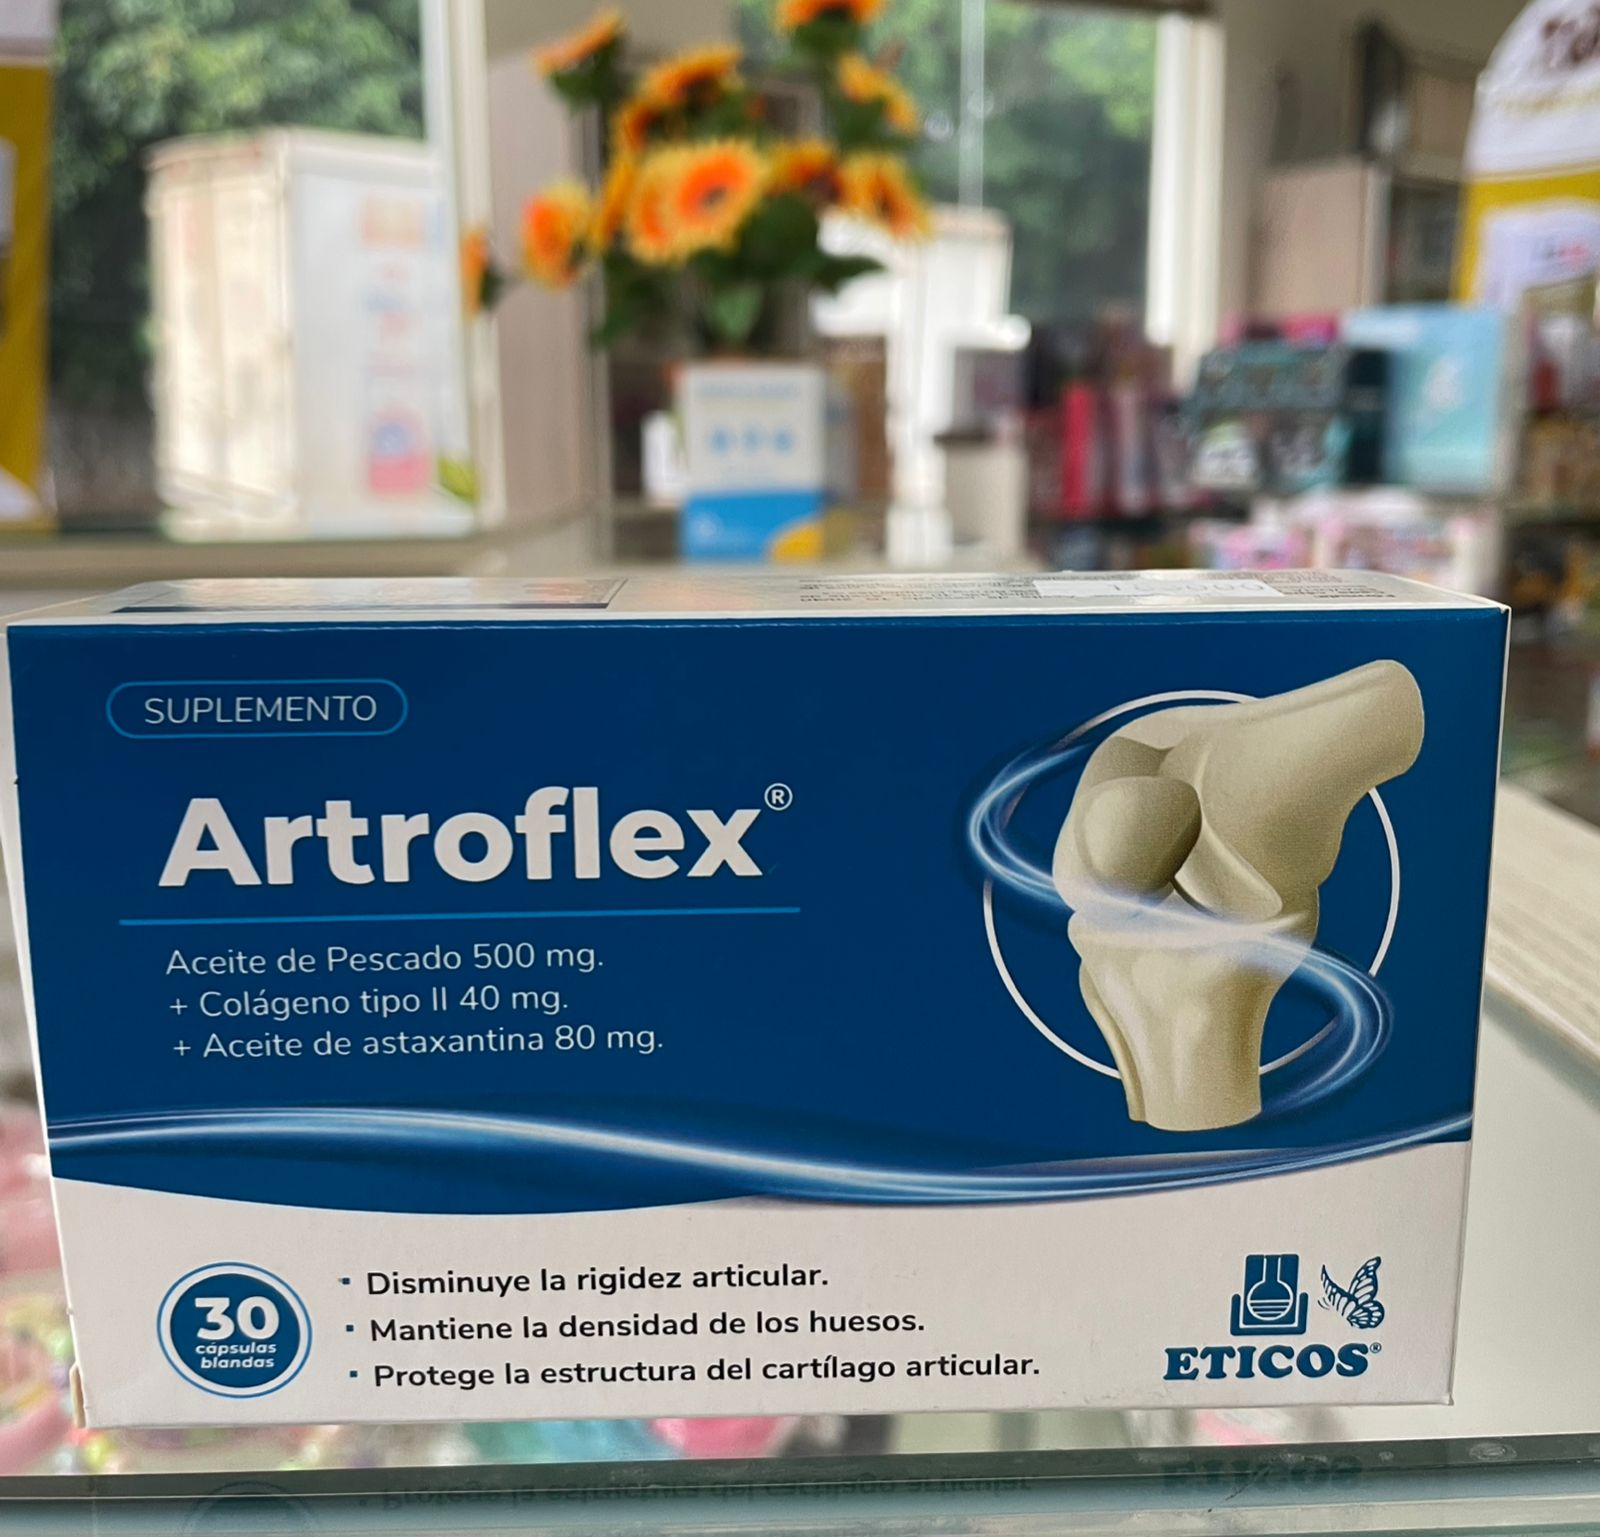 SUPLEMENTO
Artroflex®
Aceite de Pescado 500 mg.
+ Colágeno tipo II 40 mg.
+ Aceite de astaxantina 80 mg.
30
cápsulas
blandas
▪ Disminuye la rigidez articular.
▪ Mantiene la densidad de los huesos.
▪ Protege la estructura del cartílago articular.
ETICOS®